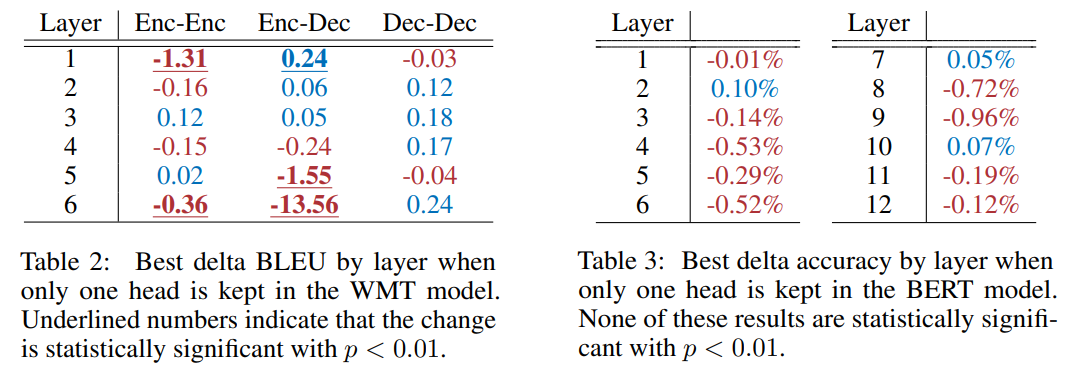 Layer Enc-Enc Enc-Dec Dec-Dec
1 -1.31 0.24 -0.03
2 -0.16 0.06 0.12
3 0.12 0.05 0.18
4 -0.15 -0.24 0.17
5 0.02 -1.55 -0.04
6 -0.36 -13.56 0.24
Table 2: Best delta BLEU by layer when
only one head is kept in the WMT model.
Underlined numbers indicate that the change
is statistically significant with p < 0.01.
Layer Layer
1 -0.01% 7 0.05%
2 0.10% 8 -0.72%
3 -0.14% 9 -0.96%
4 -0.53% 10 0.07%
5 -0.29% 11 -0.19%
6 -0.52% 12 -0.12%
Table 3: Best delta accuracy by layer when
only one head is kept in the BERT model.
None of these results are statistically signifi-
cant with p < 0.01.